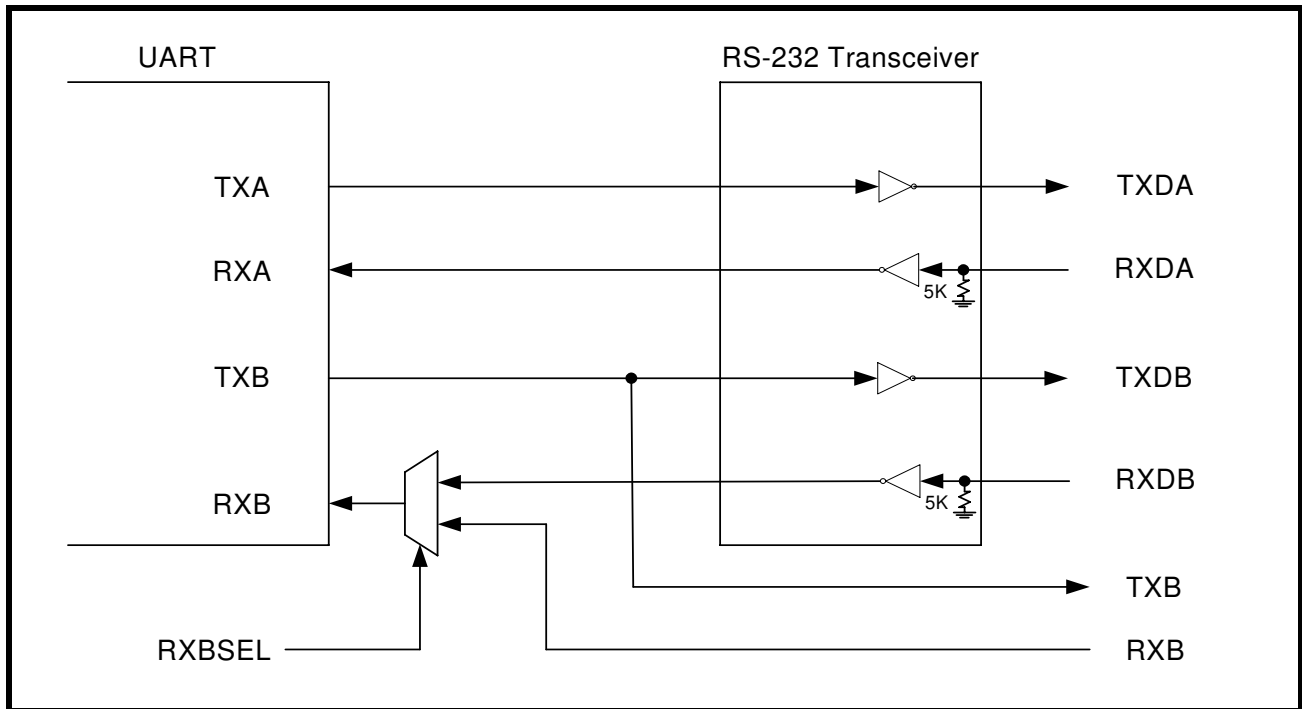 UART
RS-232 Transceiver
TXA
TXDA
RXA
RXDA
5K
TXB
TXDB
RXB
RXDB
5K
TXB
RXBSEL
RXB